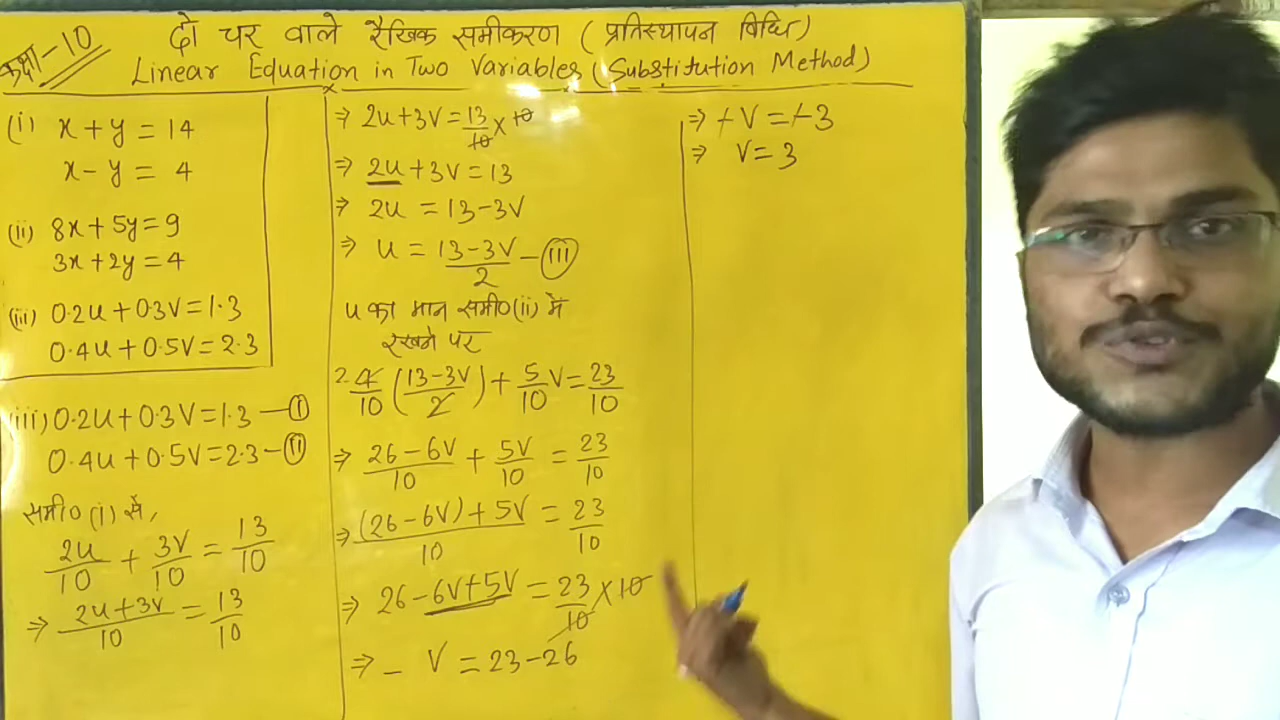 कक्षा-10
दो चर वाले रैखिक समीकरण (प्रतिस्थापन विधि)
Linear Equation in Two Variables (Substitution Method)
(i) x + y = 14
x - y = 4
(ii) 8x + 5y = 9
3x + 2y = 4
(iii) 0.2u + 0.3v = 1.3
0.4u + 0.5v = 2.3
(iii) 0.2u + 0.3v = 1.3 —(i)
0.4u + 0.5v = 2.3 —(ii)
समी० (i) से,
2u/10 + 3v/10 = 13/10
⇒ (2u+3v)/10 = 13/10
⇒ 2u+3v = 13/10 × 10
⇒ 2u+3v = 13
⇒ 2u = 13-3v
⇒ u = (13-3v)/2 —(iii)
u का मान समी०(ii) में
रखने पर
2. 4/10 ((13-3v)/2) + 5/10 v = 23/10
⇒ (26-6v)/10 + 5v/10 = 23/10
⇒ ((26-6v)+5v)/10 = 23/10
⇒ 26-6v+5v = 23/10 × 10
⇒ - v = 23-26
⇒ +v = +3
⇒ v = 3